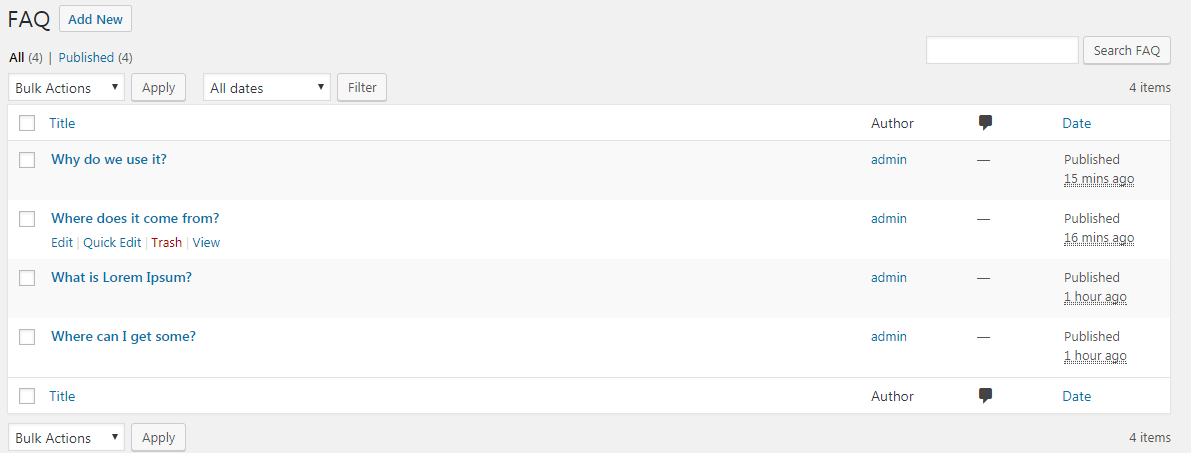 FAQ Add New
All (4) | Published (4)
Search FAQ
Bulk Actions Apply All dates Filter 4 items
Title Author Date
Why do we use it? admin — Published
15 mins ago
Where does it come from? admin — Published
Edit | Quick Edit | Trash | View 16 mins ago
What is Lorem Ipsum? admin — Published
1 hour ago
Where can I get some? admin — Published
1 hour ago
Title Author Date
Bulk Actions Apply 4 items